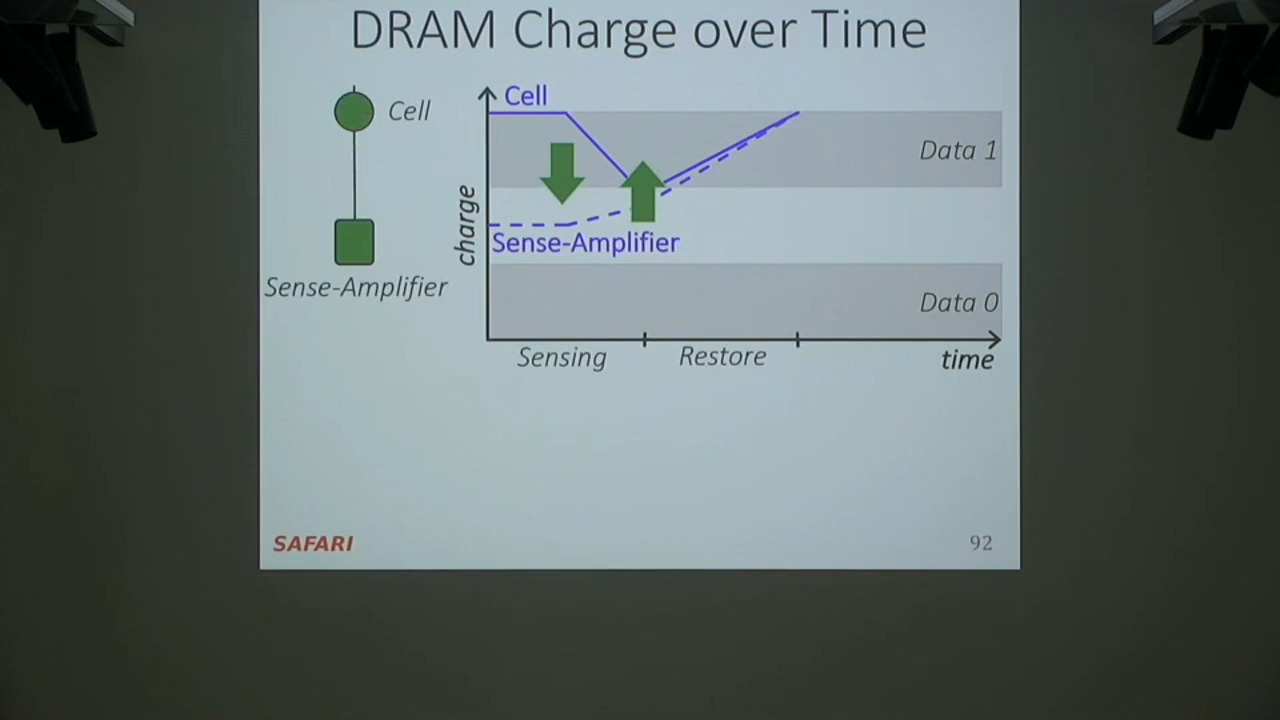 DRAM Charge over Time
Cell
Sense-Amplifier
Cell
charge
Sense-Amplifier
Data 1
Data 0
Sensing
Restore
time
SAFARI
92